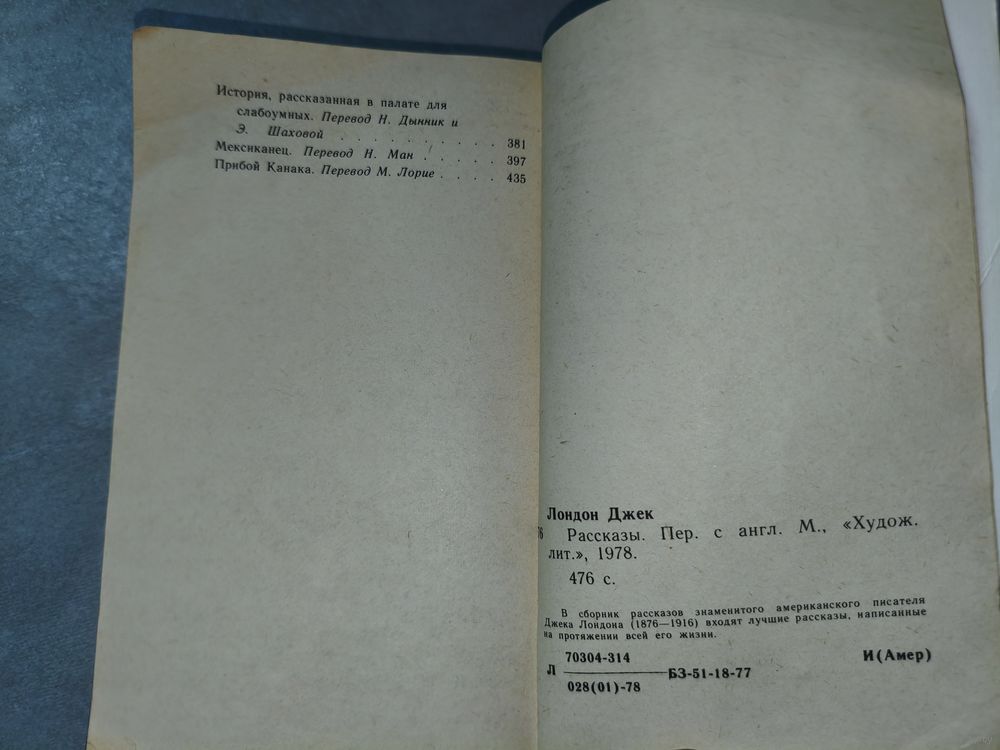 История, рассказанная в палате для
слабоумных. Перевод Н. Дынник и
Э. Шаховой . . . . . . . . . 381
Мексиканец. Перевод Н. Ман . . . . . 397
Прибой Канака. Перевод М. Лорие . . . . 435
Лондон Джек
Рассказы. Пер. с англ. М., «Худож.
лит.», 1978.
476 с.
В сборник рассказов знаменитого американского писателя
Джека Лондона (1876—1916) входят лучшие рассказы, написанные
на протяжении всей его жизни.
70304-314 И(Амер)
Л БЗ-51-18-77
028(01)-78